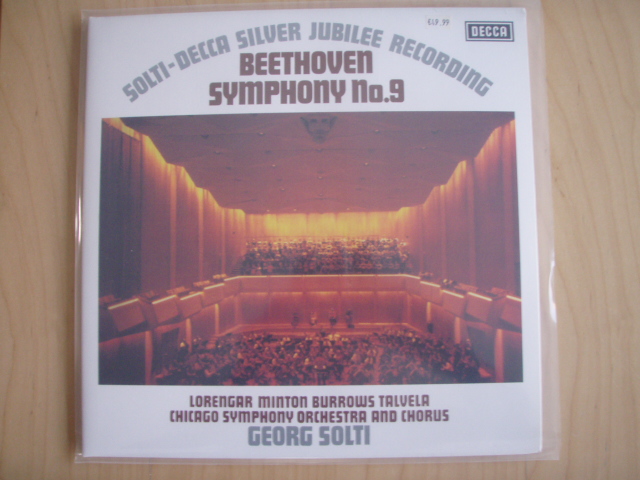 SOLTI-DECCA SILVER JUBILEE RECORDING
DECCA
BEETHOVEN
SYMPHONY No.9
LORENGAR MINTON BURROWS TALVELA
CHICAGO SYMPHONY ORCHESTRA AND CHORUS
GEORG SOLTI